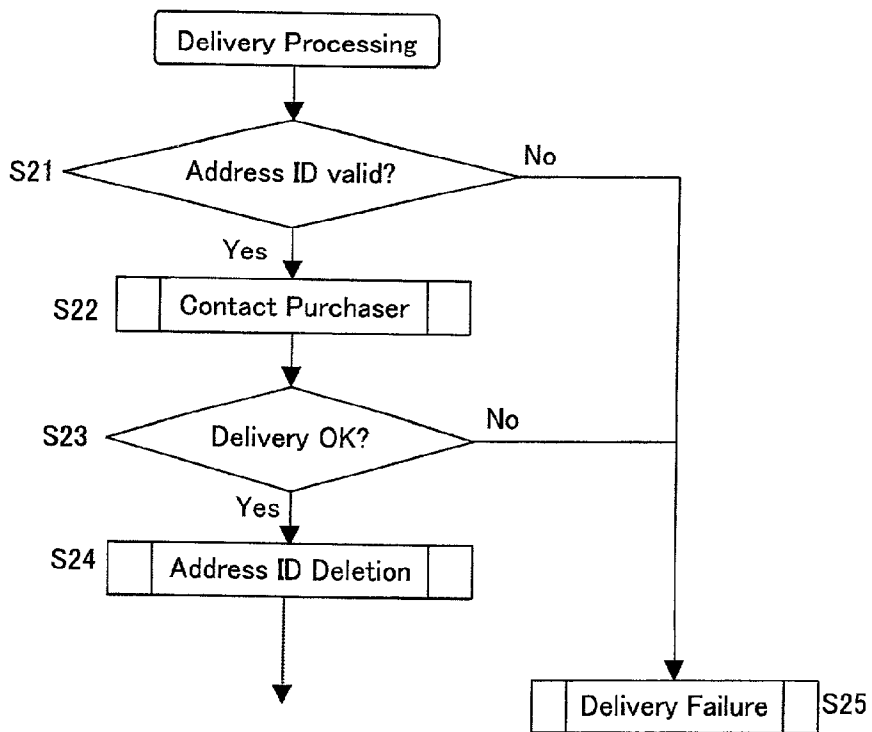 Delivery Processing
S21
Address ID valid?
No
Yes
S22
Contact Purchaser
S23
Delivery OK?
No
Yes
S24
Address ID Deletion
Delivery Failure
S25